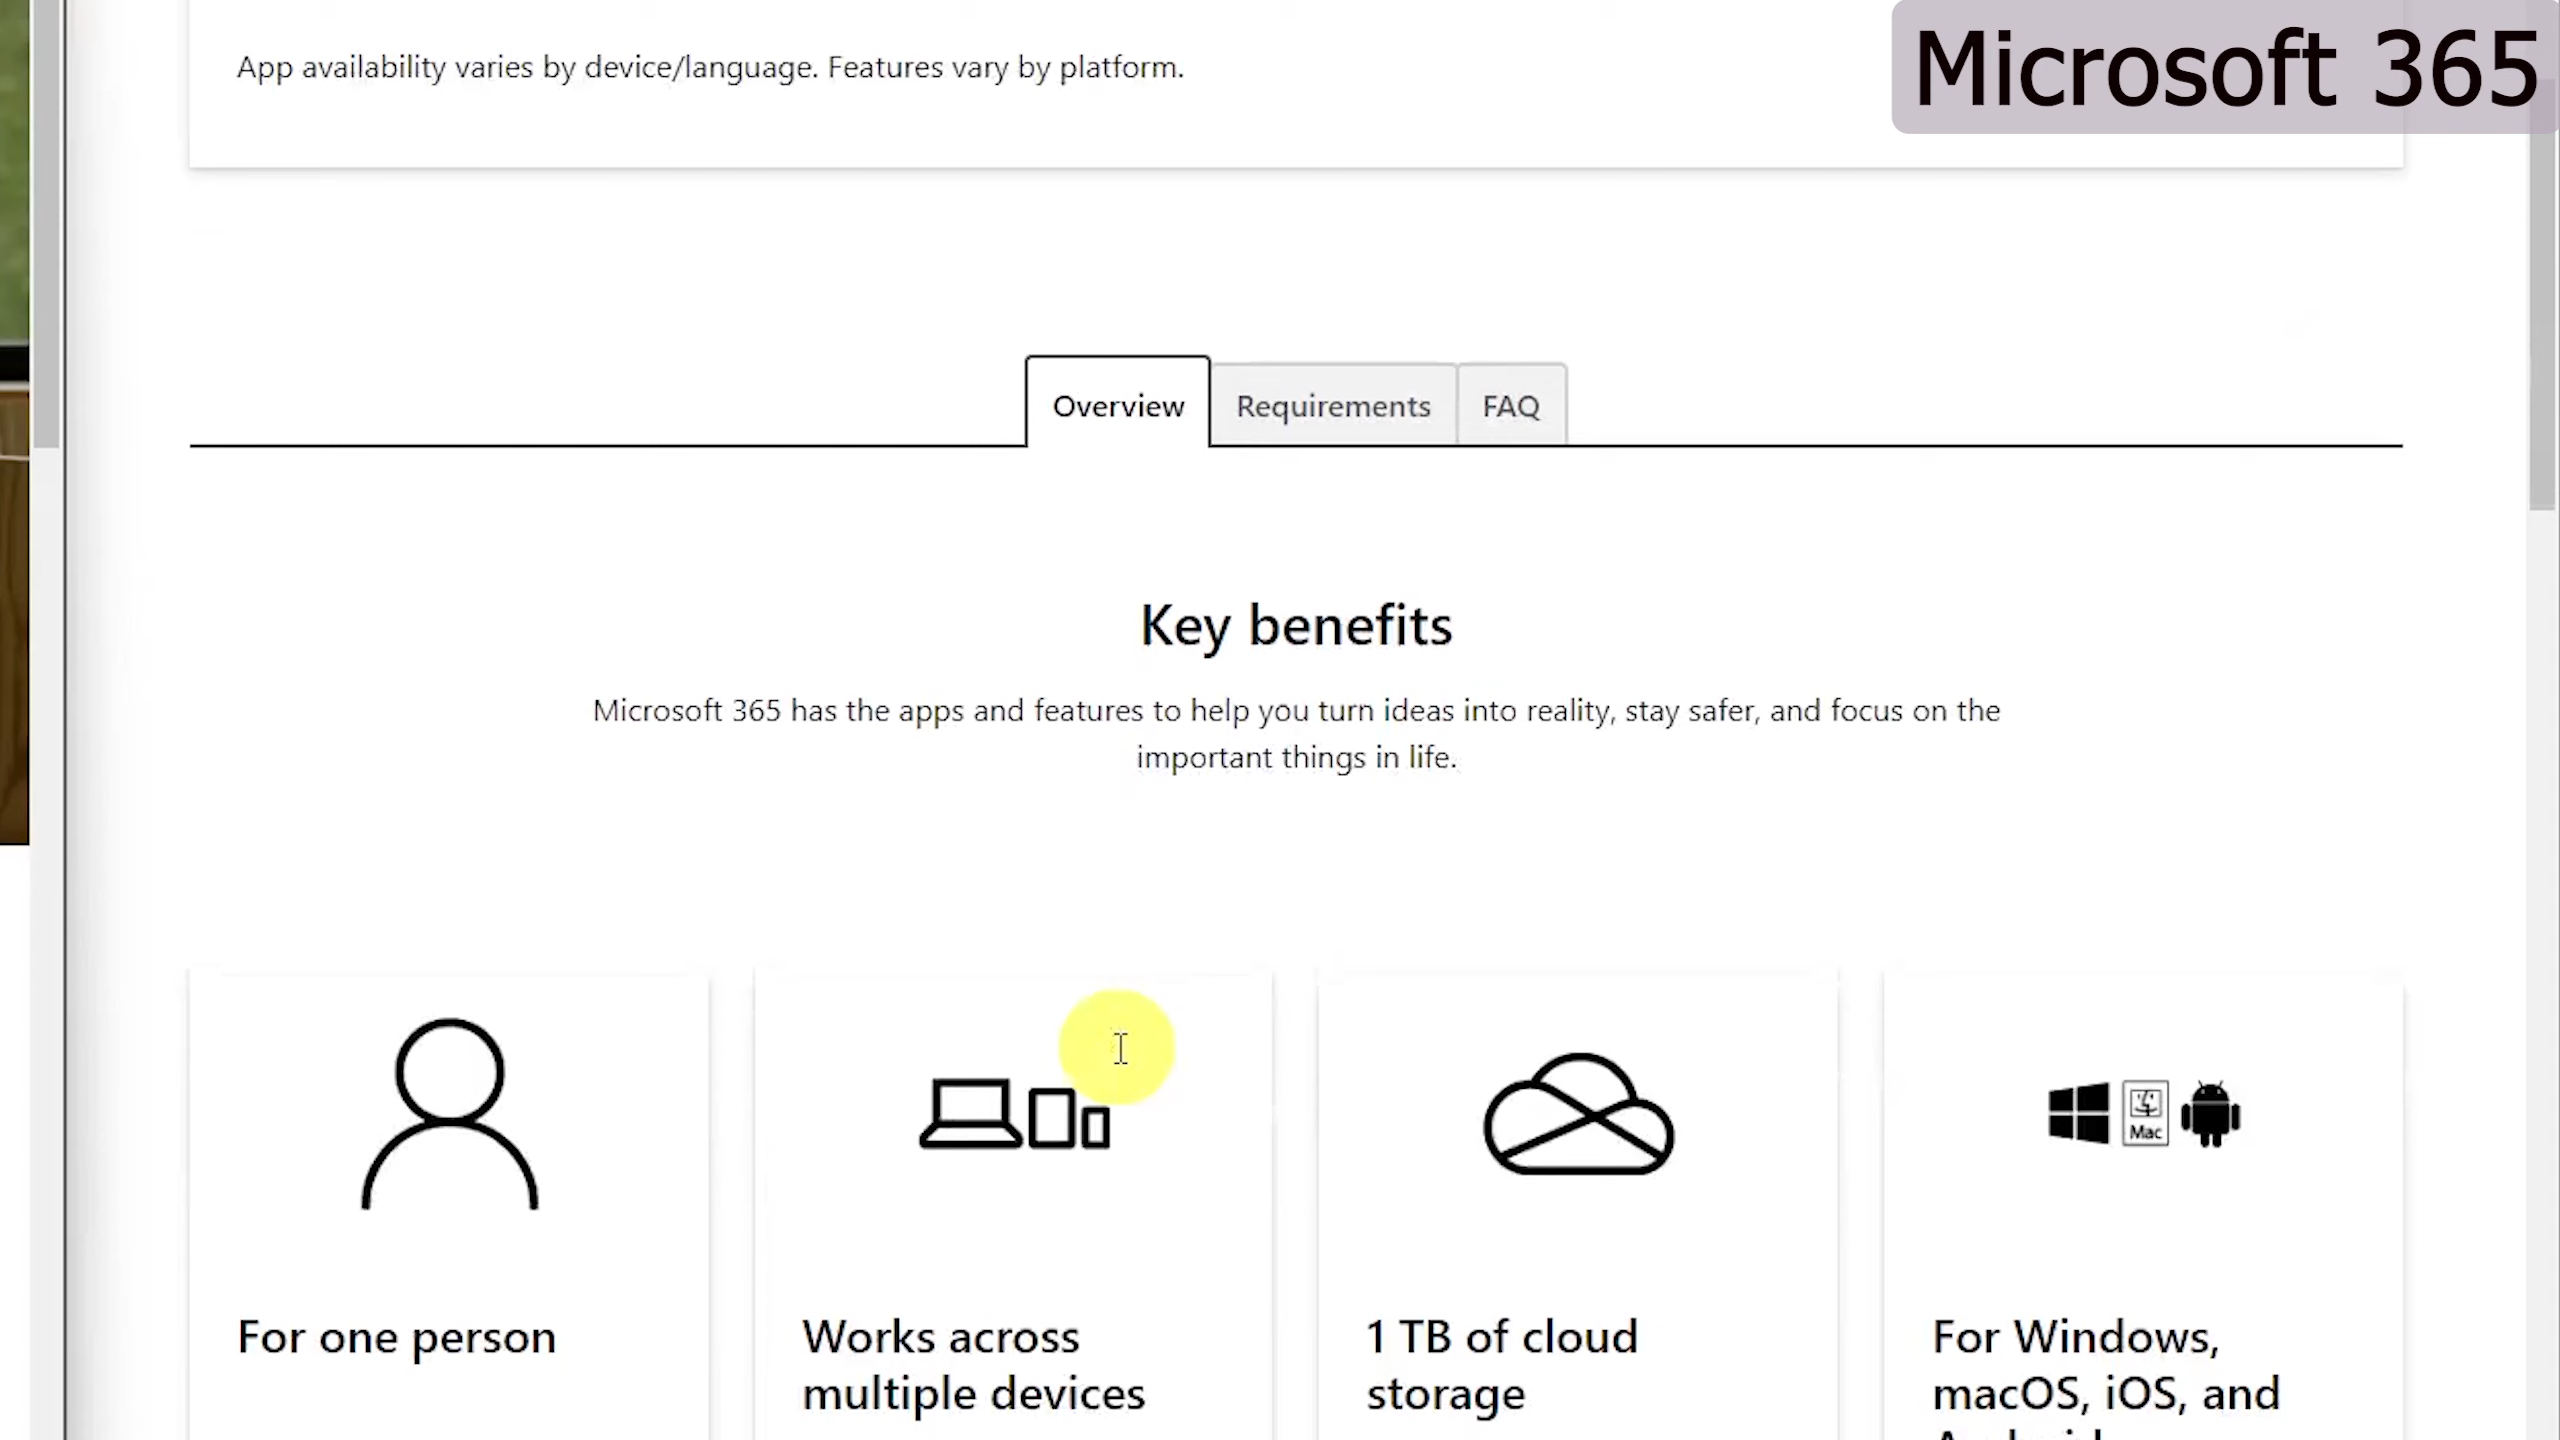 Microsoft 365
App availability varies by device/language. Features vary by platform.
Overview
Requirements
FAQ
Key benefits
Microsoft 365 has the apps and features to help you turn ideas into reality, stay safer, and focus on the
important things in life.
Mac
For one person
Works across
multiple devices
1 TB of cloud
storage
For Windows,
macOS, iOS, and